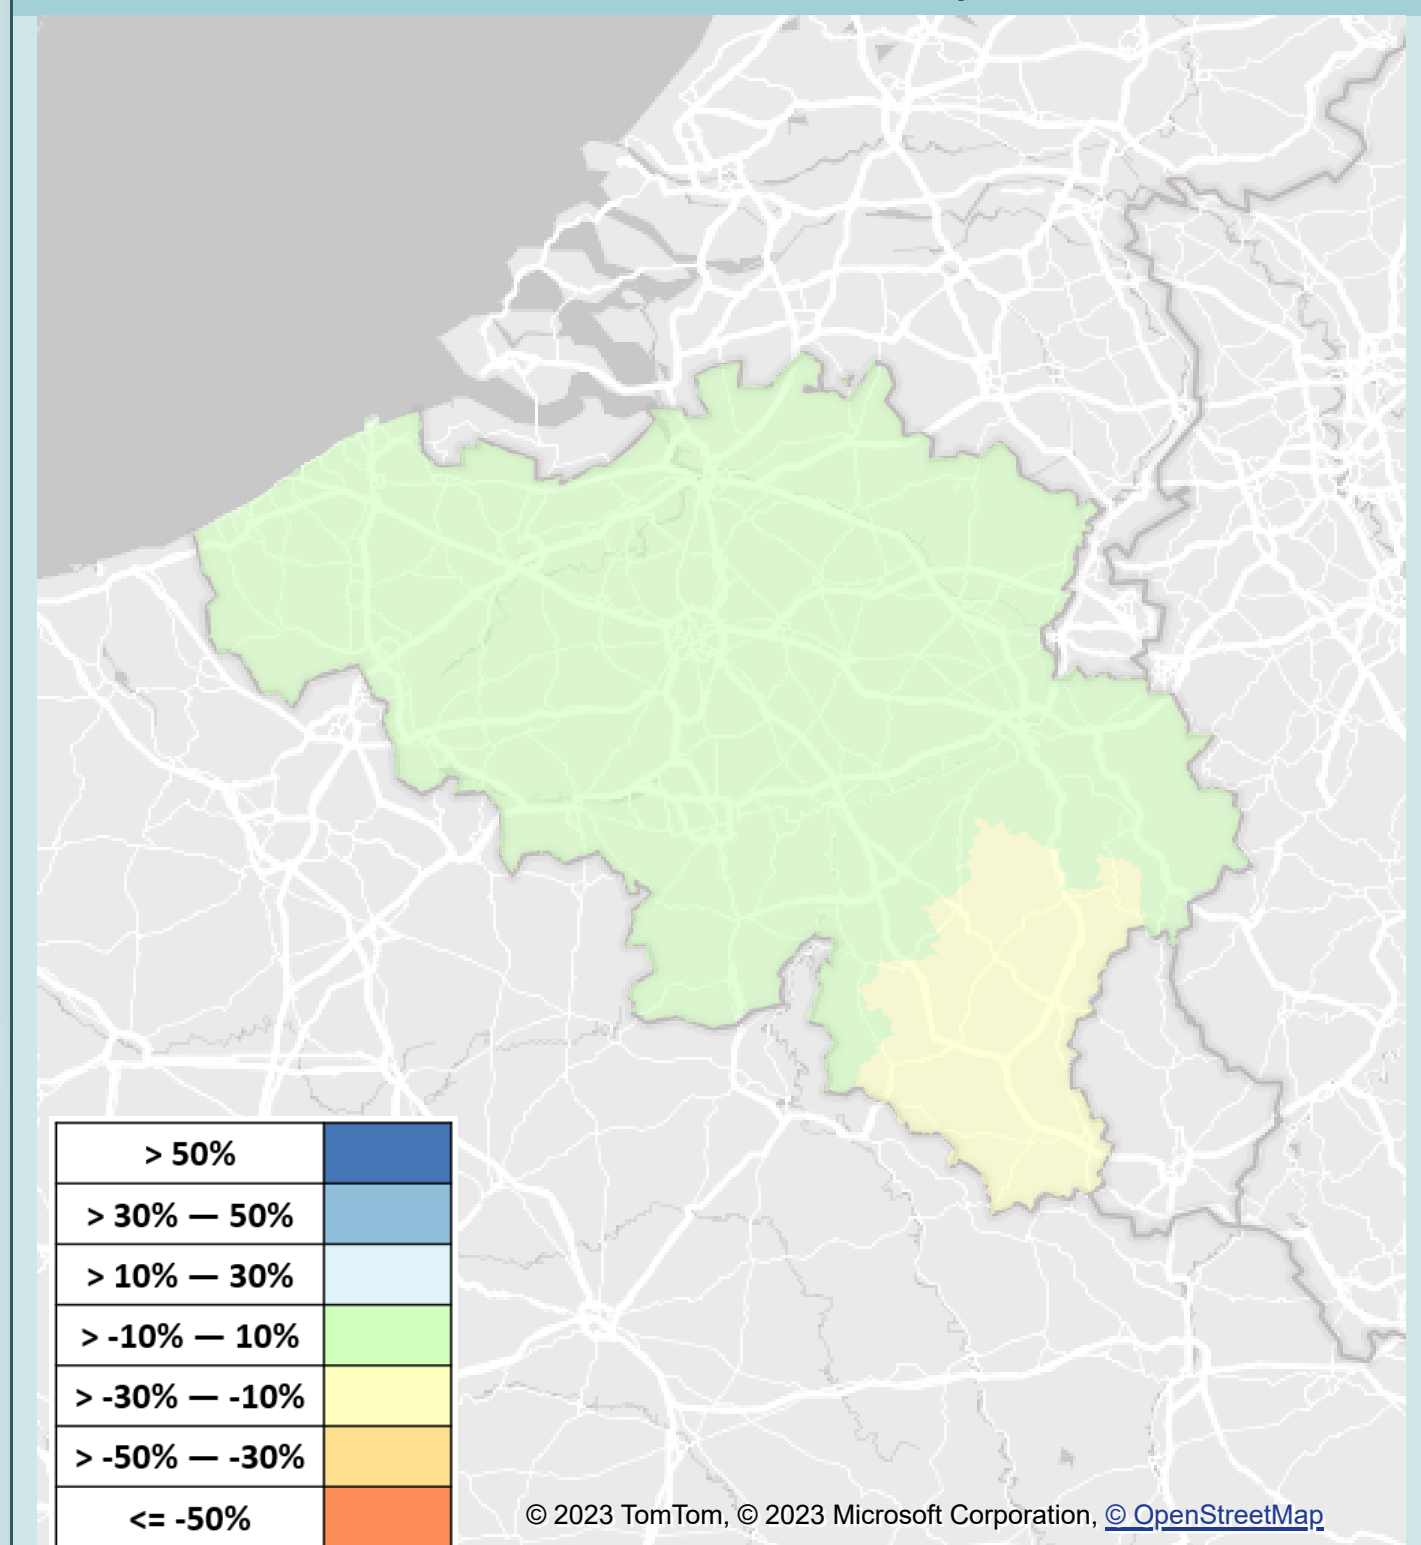 > 50%
> 30% — 50%
> 10% — 30%
> -10% — 10%
> -30% — -10%
> -50% — -30%
<= -50%
© 2023 TomTom, © 2023 Microsoft Corporation, © OpenStreetMap